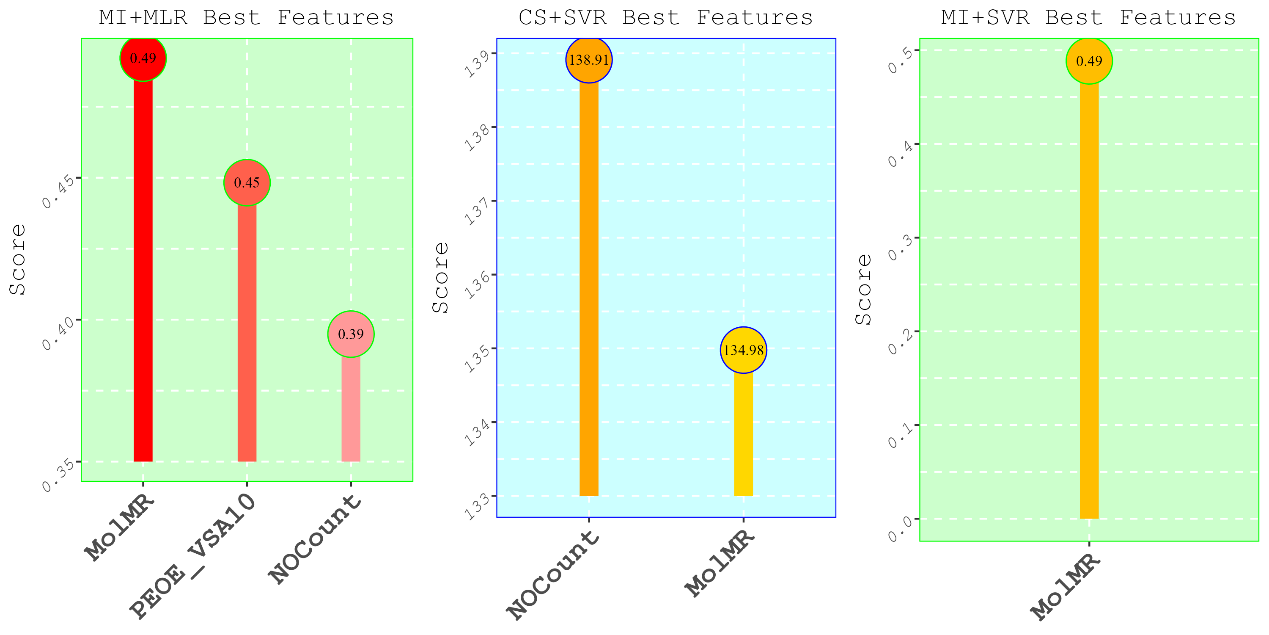 MI+MLR Best Features
Score
0.45
0.40
0.35
0.49
0.45
0.39
MolMR
PEOE_VSA10
NOCount
CS+SVR Best Features
Score
139
138
137
136
135
134
133
138.91
134.98
NOCount
MolMR
MI+SVR Best Features
Score
0.5
0.4
0.3
0.2
0.1
0.0
0.49
MolMR